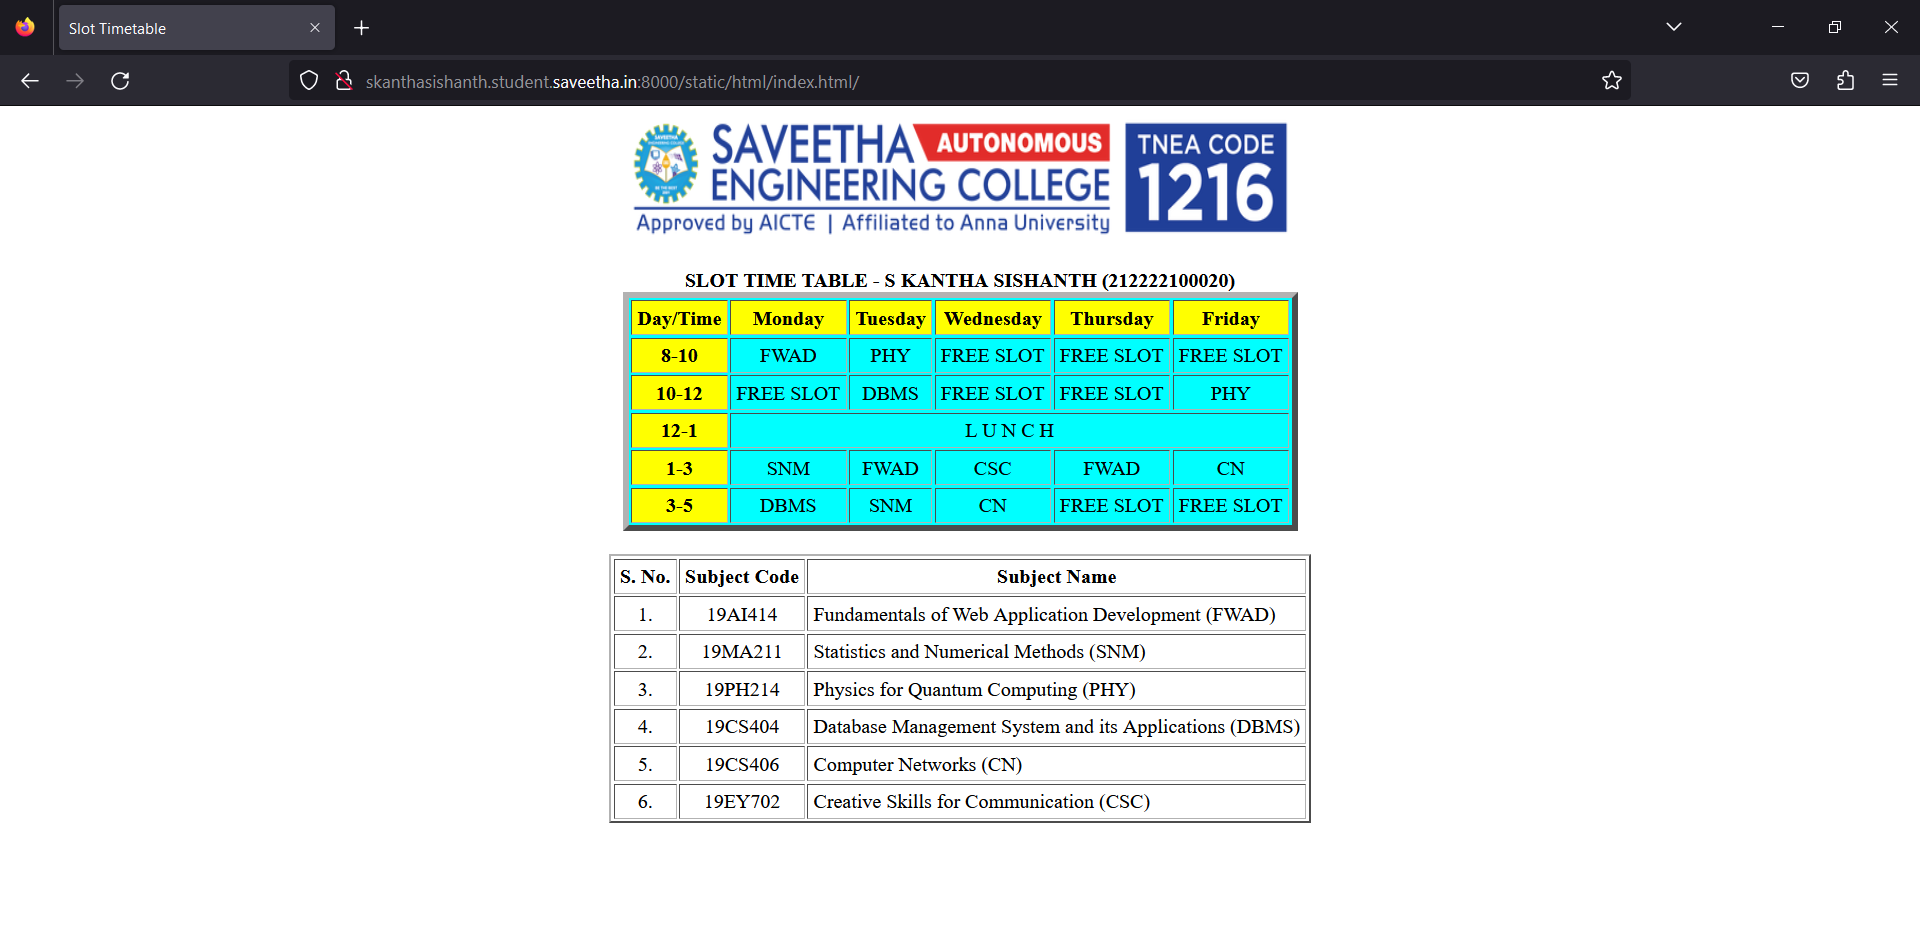 Slot Timetable
skanthasishanth.student.saveetha.in:8000/static/html/index.html/
SAVEETHA AUTONOMOUS
ENGINEERING COLLEGE
Approved by AICTE | Affiliated to Anna University
TNEA CODE
1216
SLOT TIME TABLE - S KANTHA SISHANTH (212222100020)
Day/Time Monday Tuesday Wednesday Thursday Friday
8-10 FWAD PHY FREE SLOT FREE SLOT FREE SLOT
10-12 FREE SLOT DBMS FREE SLOT FREE SLOT PHY
12-1 L U N C H
1-3 SNM FWAD CSC FWAD CN
3-5 DBMS SNM CN FREE SLOT FREE SLOT
S. No. Subject Code Subject Name
1. 19AI414 Fundamentals of Web Application Development (FWAD)
2. 19MA211 Statistics and Numerical Methods (SNM)
3. 19PH214 Physics for Quantum Computing (PHY)
4. 19CS404 Database Management System and its Applications (DBMS)
5. 19CS406 Computer Networks (CN)
6. 19EY702 Creative Skills for Communication (CSC)